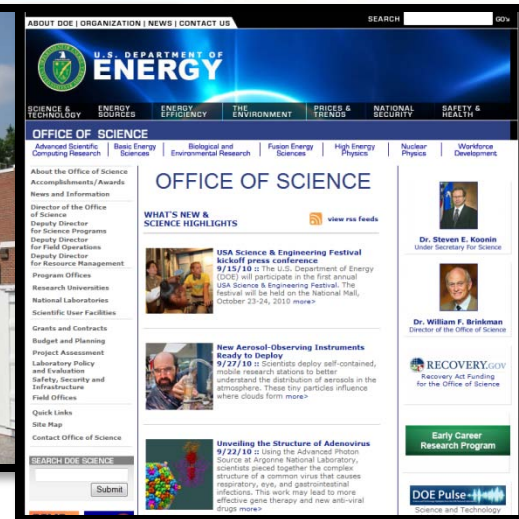 ABOUT DOE | ORGANIZATION | NEWS | CONTACT US
SEARCH
GO
U.S. DEPARTMENT OF
ENERGY
SCIENCE & TECHNOLOGY
ENERGY SOURCES
ENERGY EFFICIENCY
THE ENVIRONMENT
PRICES & TRENDS
NATIONAL SECURITY
SAFETY & HEALTH
OFFICE OF SCIENCE
Advanced Scientific Computing Research
Basic Energy Sciences
Biological and Environmental Research
Fusion Energy Sciences
High Energy Physics
Nuclear Physics
Workforce Development
About the Office of Science
Accomplishments/Awards
News and Information
Director of the Office
of Science
Deputy Director
for Science Programs
Deputy Director
for Field Operations
Deputy Director
for Resource Management
Program Offices
Research Universities
National Laboratories
Scientific User Facilities
Grants and Contracts
Budget and Planning
Project Assessment
Laboratory Policy
and Evaluation
Safety, Security and
Infrastructure
Field Offices
Quick Links
Site Map
Contact Office of Science
SEARCH DOE SCIENCE
Submit
OFFICE OF SCIENCE
WHAT'S NEW &
SCIENCE HIGHLIGHTS
view rss feeds
USA Science & Engineering Festival
kickoff press conference
9/15/10 :: The U.S. Department of Energy
(DOE) will participate in the first annual
USA Science & Engineering Festival. The
festival will be held on the National Mall,
October 23-24, 2010 more>
New Aerosol-Observing Instruments
Ready to Deploy
9/27/10 :: Scientists deploy self-contained,
mobile research stations to better
understand the distribution of aerosols in the
atmosphere. These tiny particles influence
where clouds form more>
Unveiling the Structure of Adenovirus
9/22/10 :: Using the Advanced Photon
Source at Argonne National Laboratory,
scientists pieced together the complex
structure of a common virus that causes
respiratory, eye, and gastrointestinal
infections. This work may lead to more
effective gene therapy and new anti-viral
drugs more>
Dr. Steven E. Koonin
Under Secretary For Science
Dr. William F. Brinkman
Director of the Office of Science
RECOVERY.GOV
Recovery Act Funding
for the Office of Science
Early Career
Research Program
DOE Pulse
Science and Technology